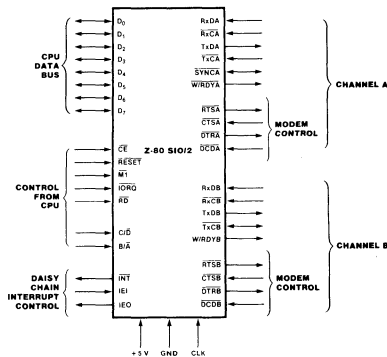 CPU
DATA
BUS
D0
D1
D2
D3
D4
D5
D6
D7
CONTROL
FROM
CPU
CE
RESET
M1
IORQ
RD
C/D
B/A
DAISY
CHAIN
INTERRUPT
CONTROL
INT
IEI
IEO
Z-80 SIO/2
RxDA
RxCA
TxDA
TxCA
SYNCA
W/RDYA
RTSA
CTSA
DTRA
DCDA
MODEM
CONTROL
CHANNEL A
RxDB
RxCB
TxDB
TxCB
W/RDYB
RTSB
CTSB
DTRB
DCDB
MODEM
CONTROL
CHANNEL B
+5V GND CLK